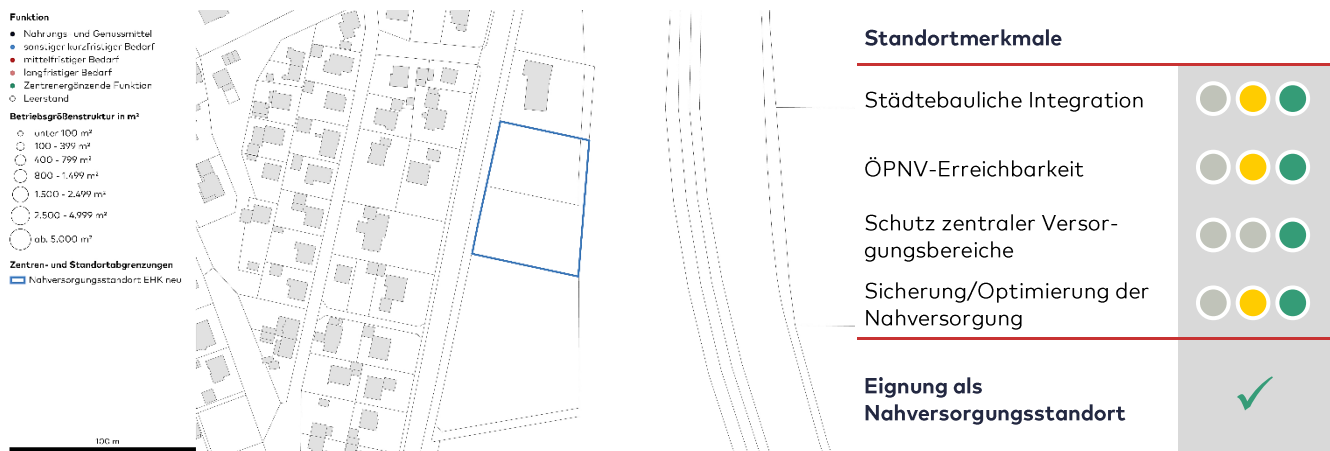 Funktion
Nahrungs- und Genussmittel
sonstiger kurzfristiger Bedarf
mittelfristiger Bedarf
langfristiger Bedarf
Zentrenergänzende Funktion
Leerstand
Betriebsgrößenstruktur in m²
unter 100 m²
100 - 399 m²
400 - 799 m²
800 - 1.499 m²
1.500 - 2.499 m²
2.500 - 4.999 m²
ab. 5.000 m²
Zentren- und Standortabgrenzungen
Nahversorgungsstandort EHK neu
100 m
Standortmerkmale
Städtebauliche Integration
ÖPNV-Erreichbarkeit
Schutz zentraler Versor-
gungsbereiche
Sicherung/Optimierung der
Nahversorgung
Eignung als
Nahversorgungsstandort